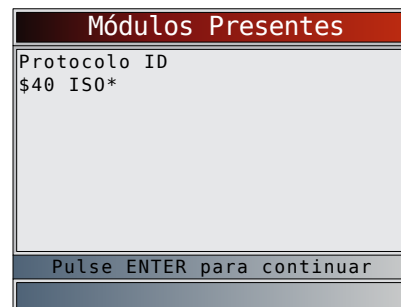 Módulos Presentes
Protocolo ID
$40 ISO*
Pulse ENTER para continuar